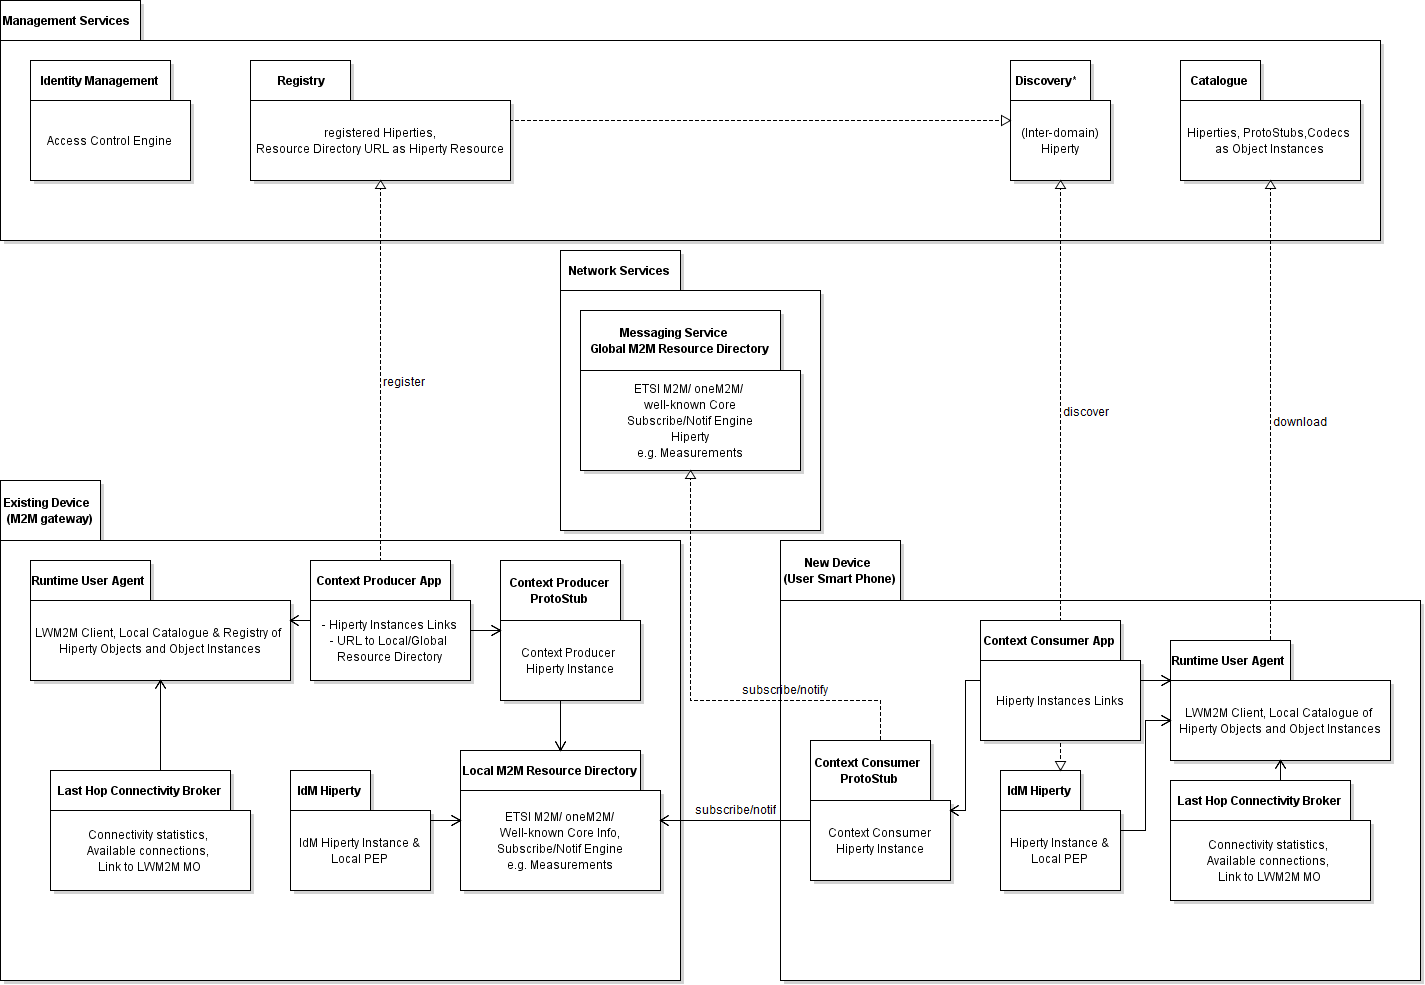 Management Services
Identity Management
Access Control Engine
Registry
registered Hiperties,
Resource Directory URL as Hiperty Resource
Discovery*
(Inter-domain)
Hiperty
Catalogue
Hiperties, ProtoStubs,Codecs
as Object Instances
Network Services
Messaging Service
Global M2M Resource Directory
ETSI M2M/ oneM2M/
well-known Core
Subscribe/Notif Engine
Hiperty
e.g. Measurements
register
discover
download
Existing Device
(M2M gateway)
Runtime User Agent
LWM2M Client, Local Catalogue & Registry of
Hiperty Objects and Object Instances
Context Producer App
- Hiperty Instances Links
- URL to Local/Global
Resource Directory
Context Producer
ProtoStub
Context Producer
Hiperty Instance
Last Hop Connectivity Broker
Connectivity statistics,
Available connections,
Link to LWM2M MO
IdM Hiperty
IdM Hiperty Instance &
Local PEP
Local M2M Resource Directory
ETSI M2M/ oneM2M/
Well-known Core Info,
Subscribe/Notif Engine
e.g. Measurements
subscribe/notify
subscribe/notif
New Device
(User Smart Phone)
Context Consumer App
Hiperty Instances Links
Runtime User Agent
LWM2M Client, Local Catalogue of
Hiperty Objects and Object Instances
Context Consumer
ProtoStub
Context Consumer
Hiperty Instance
IdM Hiperty
Hiperty Instance &
Local PEP
Last Hop Connectivity Broker
Connectivity statistics,
Available connections,
Link to LWM2M MO